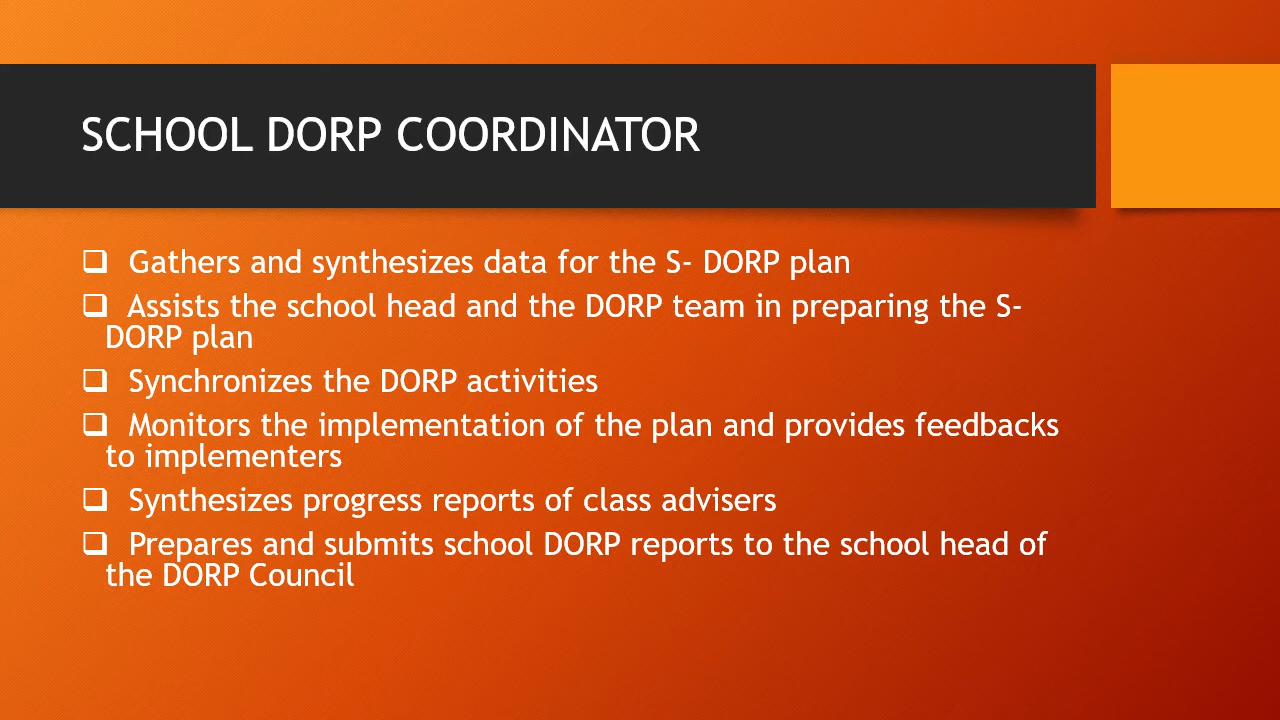 SCHOOL DORP COORDINATOR
❑ Gathers and synthesizes data for the S- DORP plan
❑ Assists the school head and the DORP team in preparing the S-
DORP plan
❑ Synchronizes the DORP activities
❑ Monitors the implementation of the plan and provides feedbacks
to implementers
❑ Synthesizes progress reports of class advisers
❑ Prepares and submits school DORP reports to the school head of
the DORP Council